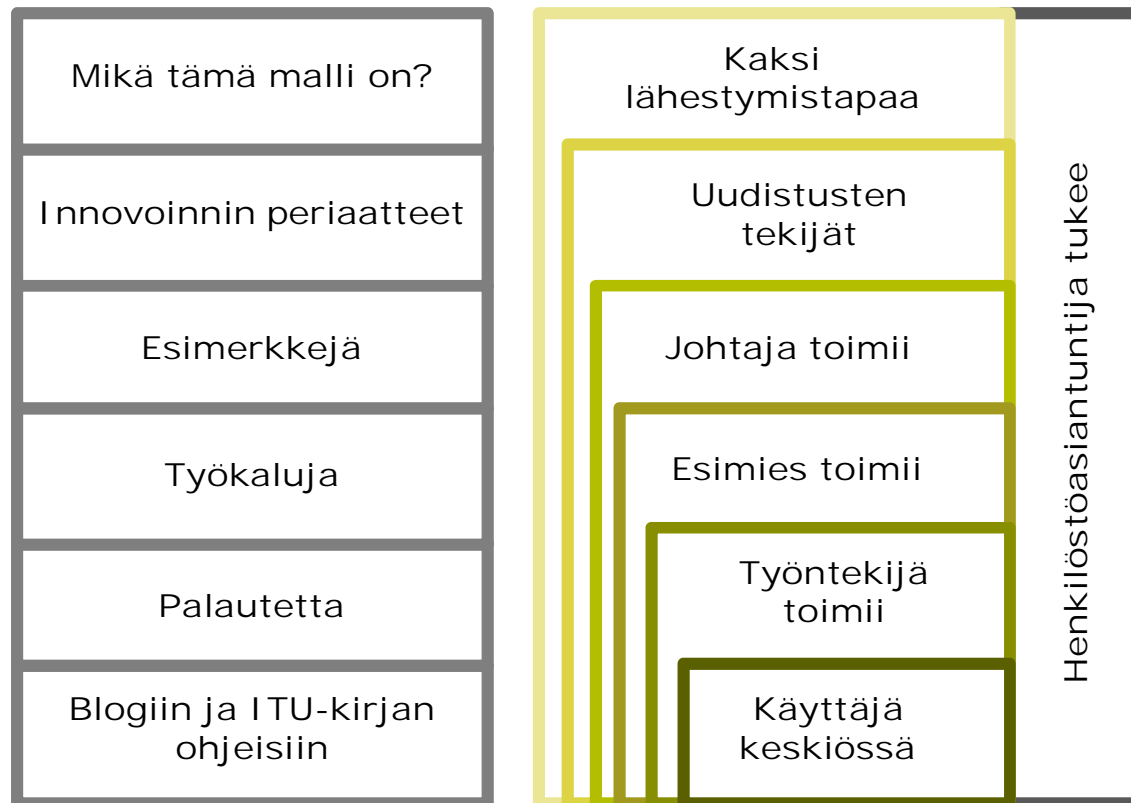 Mikä tämä malli on?
Innovoinnin periaatteet
Esimerkkejä
Työkaluja
Palautetta
Blogiin ja ITU-kirjan
ohjeisiin
Kaksi
lähestymistapaa
Uudistusten
tekijät
Johtaja toimii
Esimies toimii
Työntekijä
toimii
Käyttäjä
keskiössä
Henkilöstöasiantuntija tukee